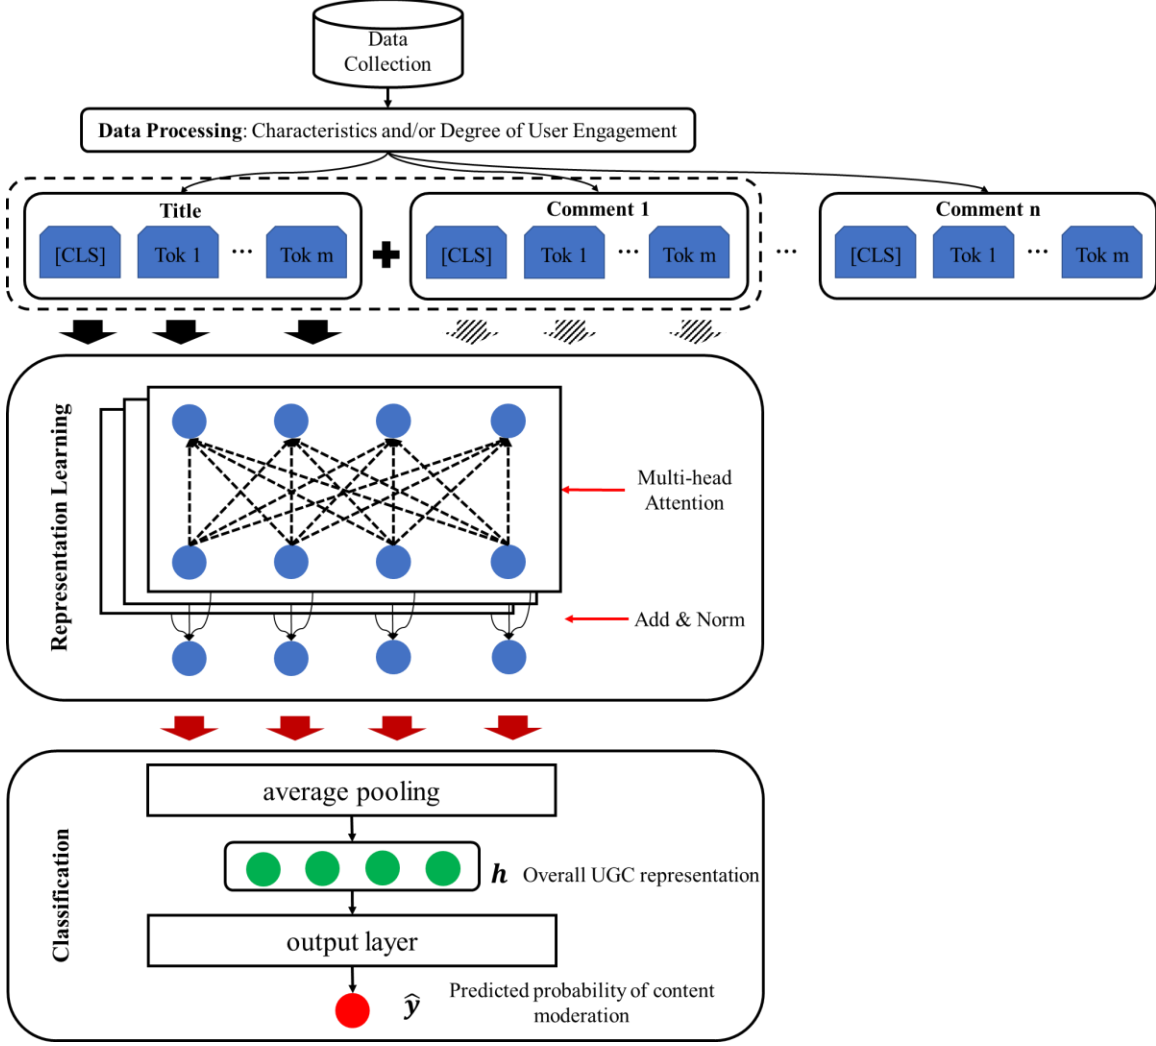 Data
Collection
Data Processing: Characteristics and/or Degree of User Engagement
Title
[CLS] Tok 1 ... Tok m
+
Comment 1
[CLS] Tok 1 ... Tok m
...
Comment n
[CLS] Tok 1 ... Tok m
Representation Learning
Multi-head
Attention
Add & Norm
Classification
average pooling
h Overall UGC representation
output layer
ŷ Predicted probability of content
moderation